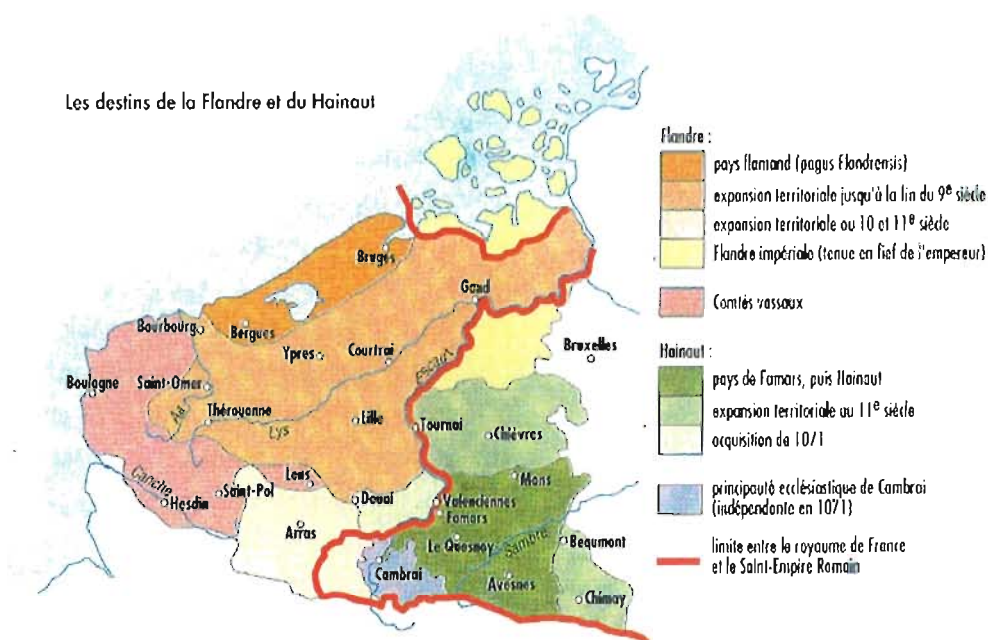 Les destins de la Flandre et du Hainaut
Flandre :
pays flamand (pagus Flandrensis)
expansion territoriale jusqu'à la fin du 9e siècle
expansion territoriale au 10 et 11e siècle
Flandre impériale (tenue en fief de l'empereur)
Comtés vassaux
Hainaut :
pays de Famars, puis Hainaut
expansion territoriale au 11e siècle
acquisition de 1071
principauté ecclésiastique de Cambrai
(indépendante en 1071)
limite entre le royaume de France
et le Saint-Empire Romain
Bruges
Gand
Bourbourg
Bergues
Ypres
Courtrai
Escaut
Bruxelles
Boulogne
Saint-Omer
Aa
Thérouanne
Lys
Lille
Tournai
Chièvres
Canche
Hesdin
Saint-Pol
Lens
Douai
Mons
Valenciennes
Famars
Arras
Le Quesnoy
Sambre
Beaumont
Cambrai
Avesnes
Chimay